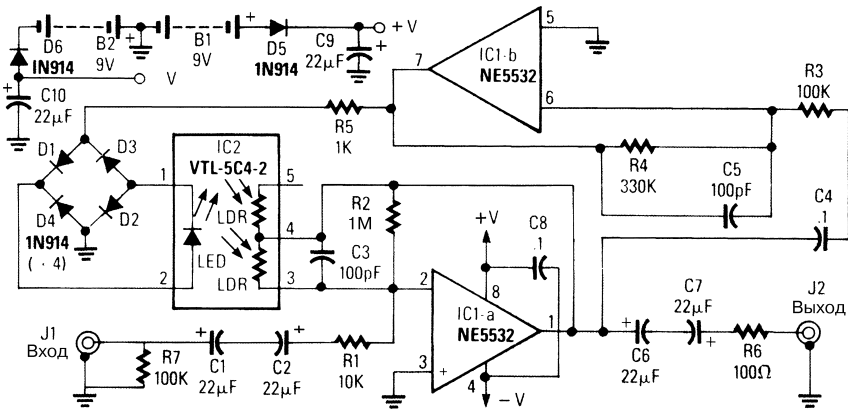 D6
1N914
B2
9V
B1
9V
D5
1N914
C9
22µF
+V
V
C10
22µF
7
IC1-b
NE5532
5
6
R3
100K
R5
1K
R4
330K
C5
100pF
C4
.1
D1
D3
D4
D2
1N914
(·4)
1
2
IC2
VTL-5C4-2
LDR
LED
LDR
5
4
3
R2
1M
C3
100pF
+V
C8
.1
2
8
IC1-a
NE5532
1
3
+
4
-V
J1
Вход
R7
100K
C1
22µF
C2
22µF
R1
10K
C6
22µF
C7
22µF
R6
100Ω
J2
Выход